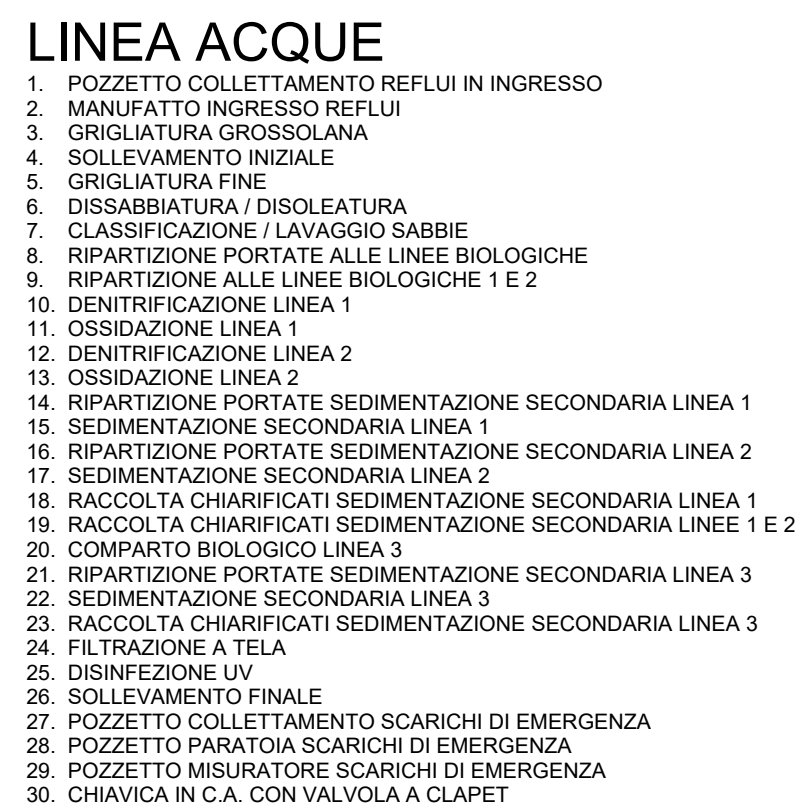 LINEA ACQUE
1. POZZETTO COLLETTAMENTO REFLUI IN INGRESSO
2. MANUFATTO INGRESSO REFLUI
3. GRIGLIATURA GROSSOLANA
4. SOLLEVAMENTO INIZIALE
5. GRIGLIATURA FINE
6. DISSABBIATURA / DISOLEATURA
7. CLASSIFICAZIONE / LAVAGGIO SABBIE
8. RIPARTIZIONE PORTATE ALLE LINEE BIOLOGICHE
9. RIPARTIZIONE ALLE LINEE BIOLOGICHE 1 E 2
10. DENITRIFICAZIONE LINEA 1
11. OSSIDAZIONE LINEA 1
12. DENITRIFICAZIONE LINEA 2
13. OSSIDAZIONE LINEA 2
14. RIPARTIZIONE PORTATE SEDIMENTAZIONE SECONDARIA LINEA 1
15. SEDIMENTAZIONE SECONDARIA LINEA 1
16. RIPARTIZIONE PORTATE SEDIMENTAZIONE SECONDARIA LINEA 2
17. SEDIMENTAZIONE SECONDARIA LINEA 2
18. RACCOLTA CHIARIFICATI SEDIMENTAZIONE SECONDARIA LINEA 1
19. RACCOLTA CHIARIFICATI SEDIMENTAZIONE SECONDARIA LINEE 1 E 2
20. COMPARTO BIOLOGICO LINEA 3
21. RIPARTIZIONE PORTATE SEDIMENTAZIONE SECONDARIA LINEA 3
22. SEDIMENTAZIONE SECONDARIA LINEA 3
23. RACCOLTA CHIARIFICATI SEDIMENTAZIONE SECONDARIA LINEA 3
24. FILTRAZIONE A TELA
25. DISINFEZIONE UV
26. SOLLEVAMENTO FINALE
27. POZZETTO COLLETTAMENTO SCARICHI DI EMERGENZA
28. POZZETTO PARATOIA SCARICHI DI EMERGENZA
29. POZZETTO MISURATORE SCARICHI DI EMERGENZA
30. CHIAVICA IN C.A. CON VALVOLA A CLAPET